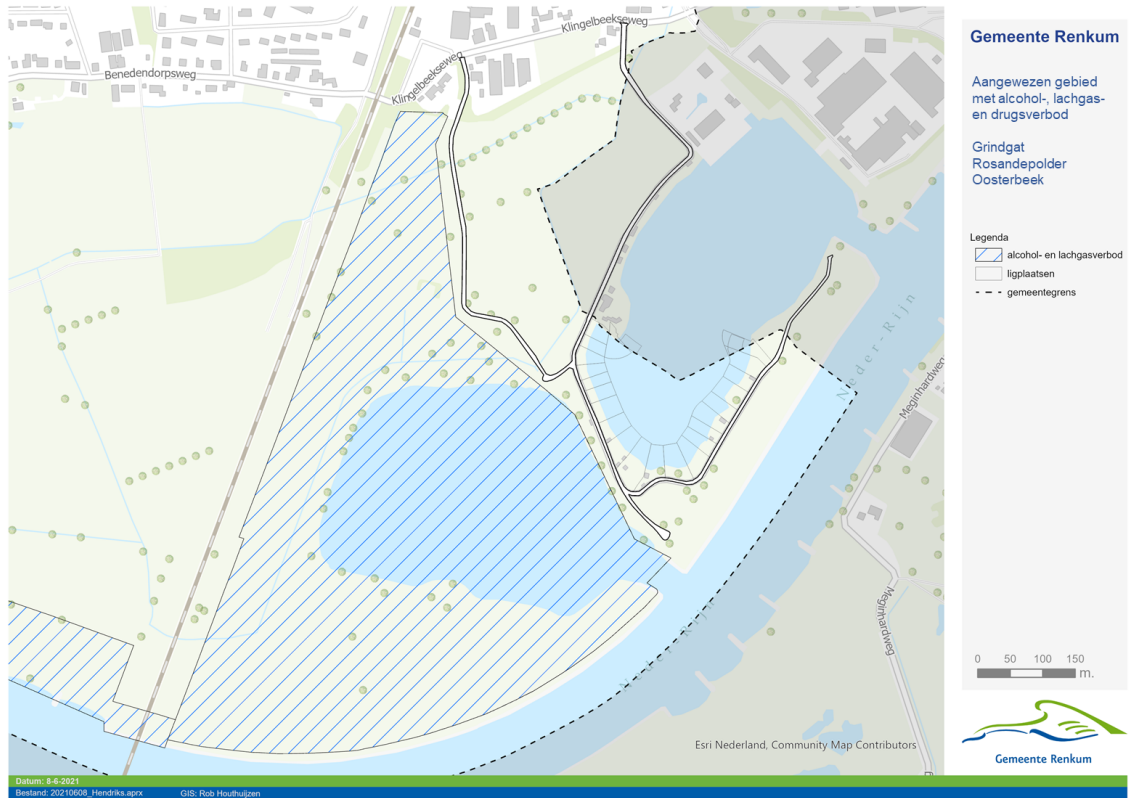 Klingelbeekseweg
Benedendorpsweg
Klingelbeekseweg
Neder-Rijn
Meginhardweg
Meginhardweg
Neder-Rijn
Esri Nederland, Community Map Contributors
Gemeente Renkum
Aangewezen gebied
met alcohol-, lachgas-
en drugsverbod
Grindgat
Rosandepolder
Oosterbeek
Legenda
alcohol- en lachgasverbod
ligplaatsen
gemeentegrens
0 50 100 150
m.
Gemeente Renkum
Datum: 8-6-2021
Bestand: 20210608_Hendriks.aprx GIS: Rob Houthuijzen